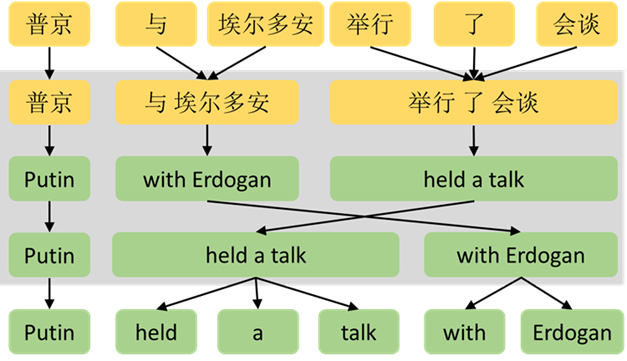 普京 与 埃尔多安 举行 了 会谈
普京 与 埃尔多安 举行 了 会谈
Putin with Erdogan held a talk
Putin held a talk with Erdogan
Putin held a talk with Erdogan